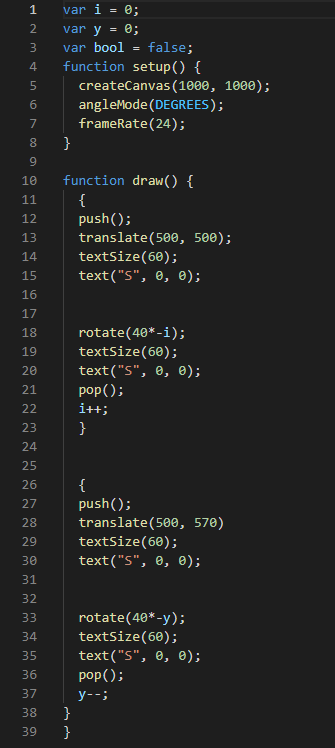 1 var i = 0;
2 var y = 0;
3 var bool = false;
4 function setup() {
5   createCanvas(1000, 1000);
6   angleMode(DEGREES);
7   frameRate(24);
8 }
9
10 function draw() {
11   {
12   push();
13   translate(500, 500);
14   textSize(60);
15   text("S", 0, 0);
16
17
18   rotate(40*-i);
19   textSize(60);
20   text("S", 0, 0);
21   pop();
22   i++;
23   }
24
25
26   {
27   push();
28   translate(500, 570)
29   textSize(60);
30   text("S", 0, 0);
31
32
33   rotate(40*-y);
34   textSize(60);
35   text("S", 0, 0);
36   pop();
37   y--;
38 }
39 }